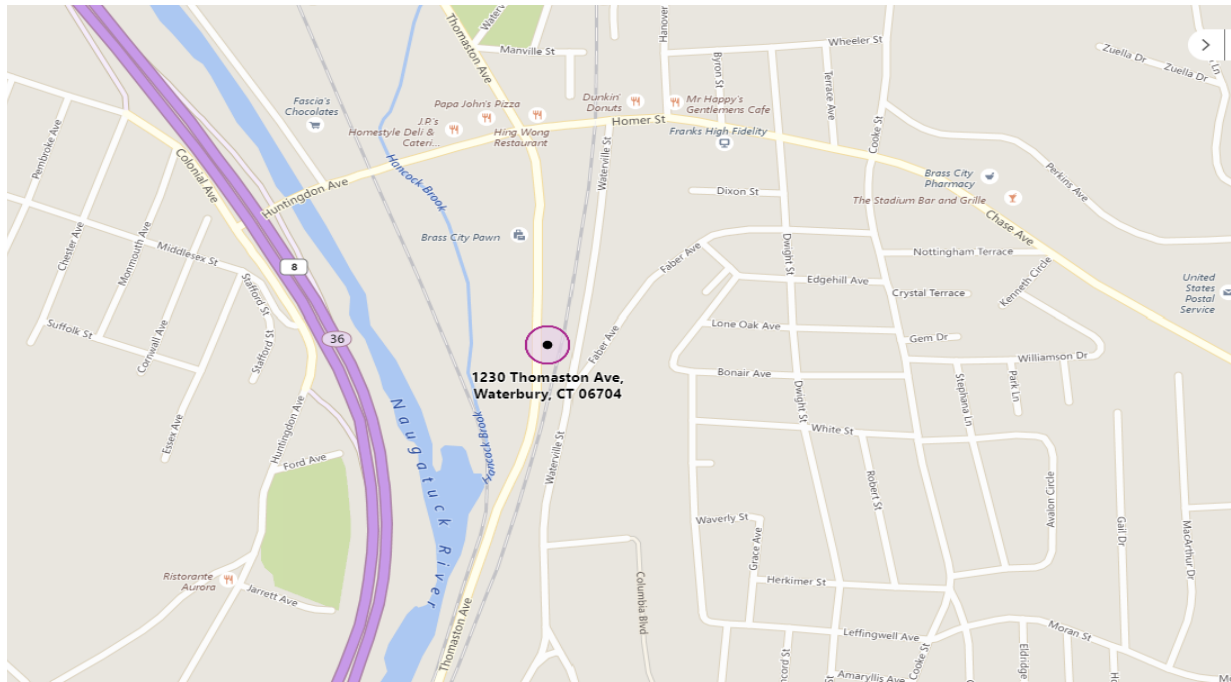 Waterv
Manville St
Thomaston Ave
Hanover
Byron St
Wheeler St
Terrace Ave
Cooke St
Zuella Dr
Zuella Dr
Ln
Fascia's
Chocolates
Papa John's Pizza
J.P.'s
Homestyle Deli &
Cateri...
Hing Wong
Restaurant
Dunkin'
Donuts
Mr Happy's
Gentlemens Cafe
Homer St
Franks High Fidelity
Pembroke Ave
Colonial Ave
Huntingdon Ave
Hancock Brook
Waterville St
Dixon St
Brass City
Pharmacy
The Stadium Bar and Grille
Perkins Ave
Chase Ave
Chester Ave
Monmouth Ave
Middlesex St
Brass City Pawn
Faber Ave
Dwight St
Nottingham Terrace
Kenneth Circle
Edgehill Ave
Crystal Terrace
United
States
Postal
Service
8
Stafford St
Stafford St
Suffolk St
Cornwall Ave
36
Faber Ave
Lone Oak Ave
Gem Dr
Williamson Dr
1230 Thomaston Ave,
Waterbury, CT 06704
Bonair Ave
Dwight St
Stephana Ln
Park Ln
Essex Ave
Huntingdon Ave
Ford Ave
Naugatuck River
Hancock Brook
Waterville St
White St
Robert St
Avalon Circle
Gail Dr
MacArthur Dr
Waverly St
Grace Ave
Herkimer St
Ristorante
Aurora
Jarrett Ave
Columbia Blvd
Thomaston Ave
Leffingwell Ave
Moran St
Cooke St
Eldridge
Amaryllis Ave
ncord St
Ho
M